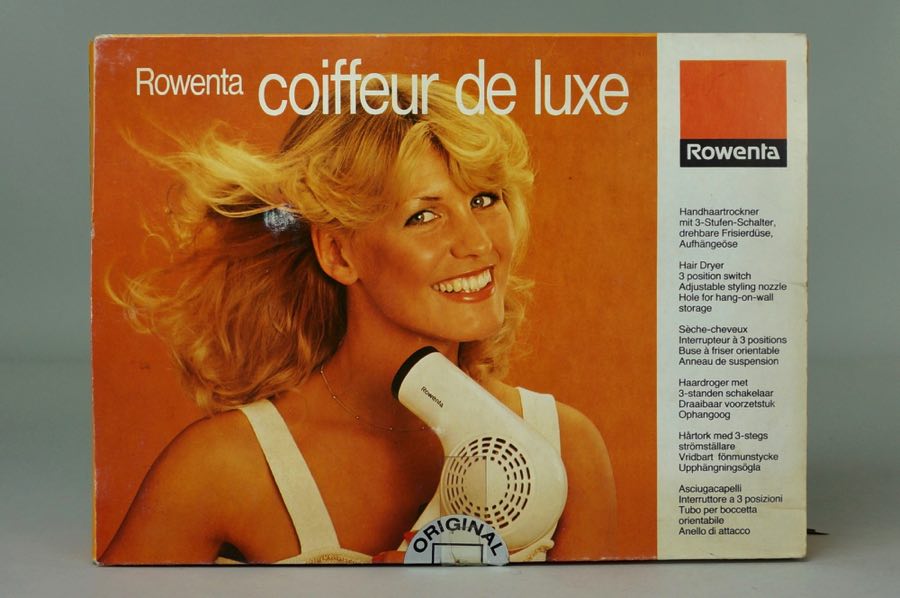 Rowenta coiffeur de luxe
Rowenta
Handhaartrockner
mit 3-Stufen-Schalter,
drehbare Frisierdüse,
Aufhängeöse
Hair Dryer
3 position switch
Adjustable styling nozzle
Hole for hang-on-wall
storage
Sèche-cheveux
Interrupteur à 3 positions
Buse à friser orientable
Anneau de suspension
Haardroger met
3-standen schakelaar
Draaibaar voorzetstuk
Ophangoog
Hårtork med 3-stegs
strömställare
Vridbart fönmunstycke
Upphängningsögla
Asciugacapelli
Interruttore a 3 posizioni
Tubo per boccetta
orientabile
Anello di attacco
Rowenta
ORIGINAL